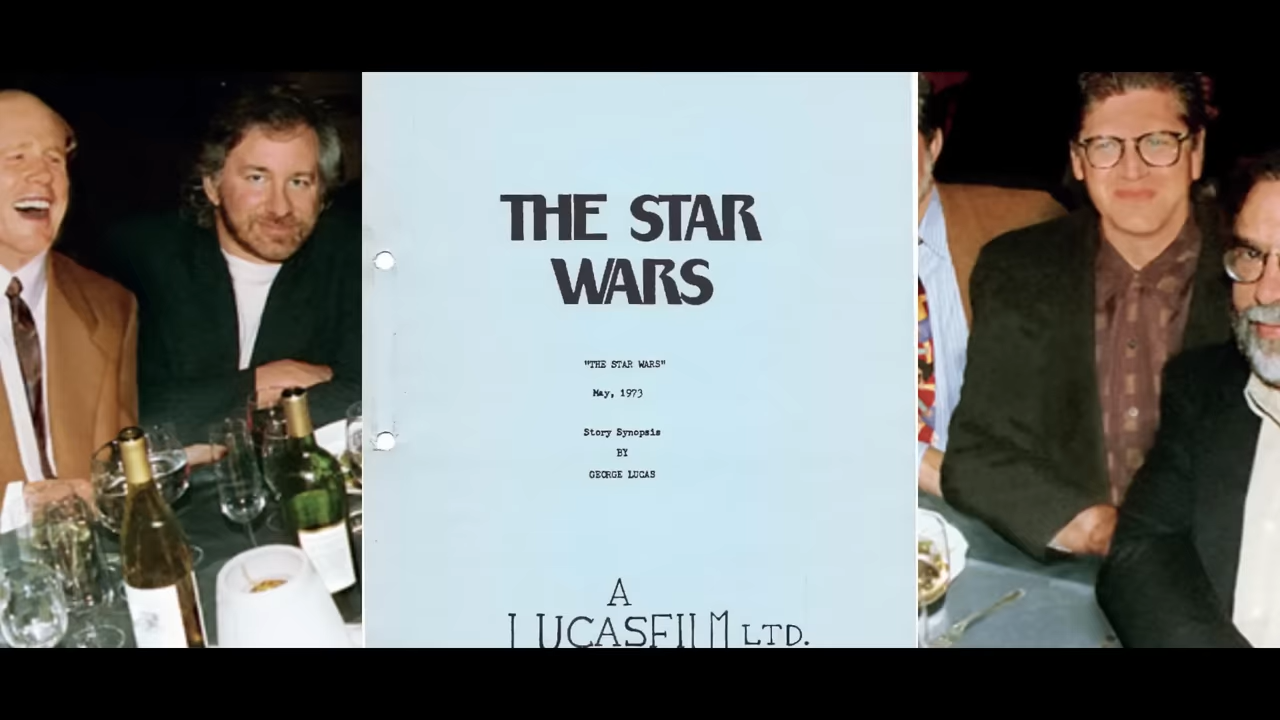 THE STAR
WARS
"THE STAR WARS"
May, 1973
Story Synopsis
BY
GEORGE LUCAS
A
LUCASFILM LTD.